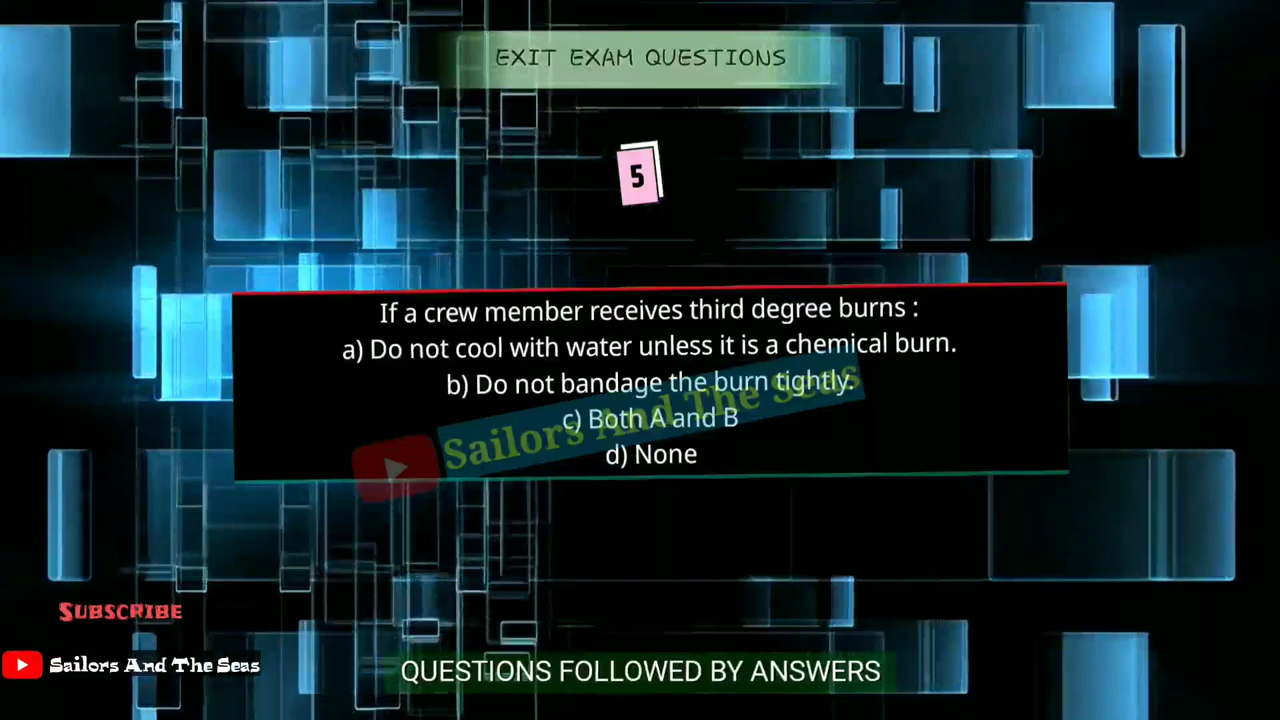 EXIT EXAM QUESTIONS
5
If a crew member receives third degree burns :
a) Do not cool with water unless it is a chemical burn.
b) Do not bandage the burn tightly.
c) Both A and B
d) None
Sailors And The Seas
SUBSCRIBE
Sailors And The Seas
QUESTIONS FOLLOWED BY ANSWERS